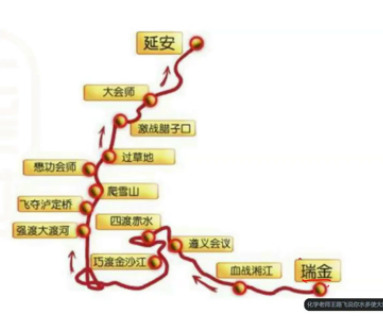 延安
大会师
激战腊子口
过草地
懋功会师
爬雪山
飞夺泸定桥
强渡大渡河
四渡赤水
巧渡金沙江
遵义会议
血战湘江
瑞金